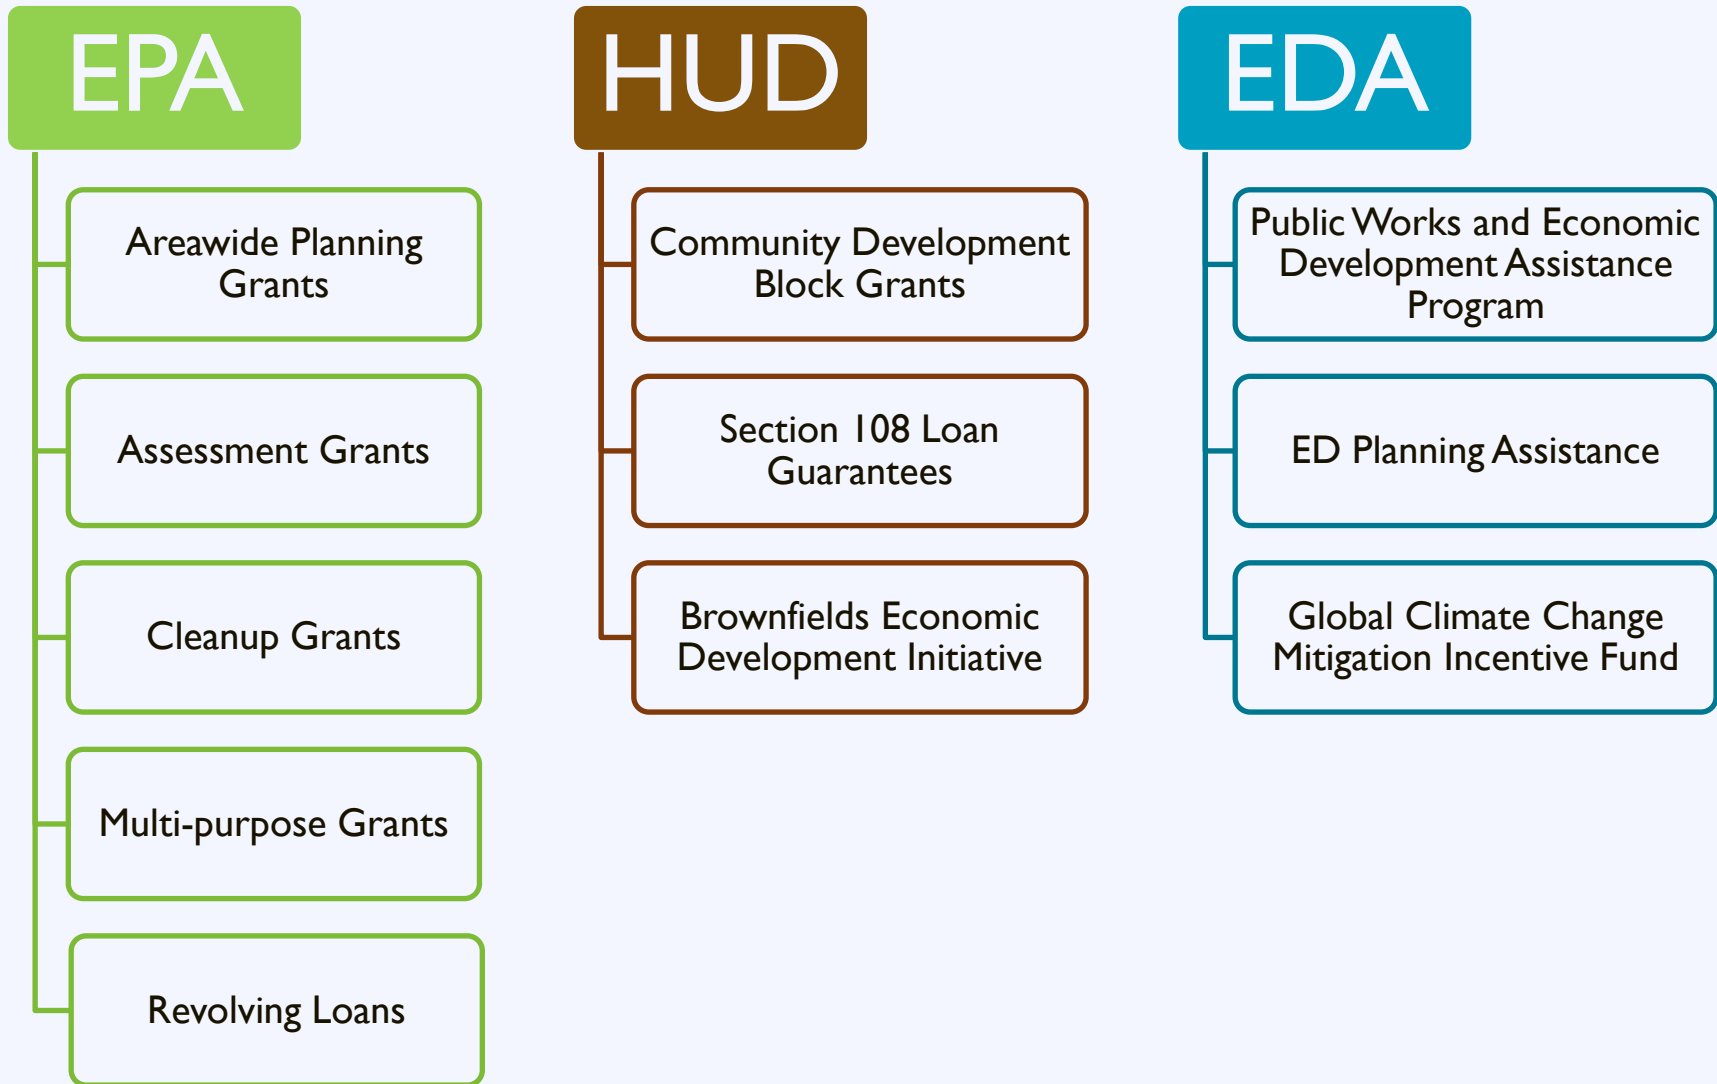 EPA
Areawide Planning
Grants
Assessment Grants
Cleanup Grants
Multi-purpose Grants
Revolving Loans
HUD
Community Development
Block Grants
Section 108 Loan
Guarantees
Brownfields Economic
Development Initiative
EDA
Public Works and Economic
Development Assistance
Program
ED Planning Assistance
Global Climate Change
Mitigation Incentive Fund